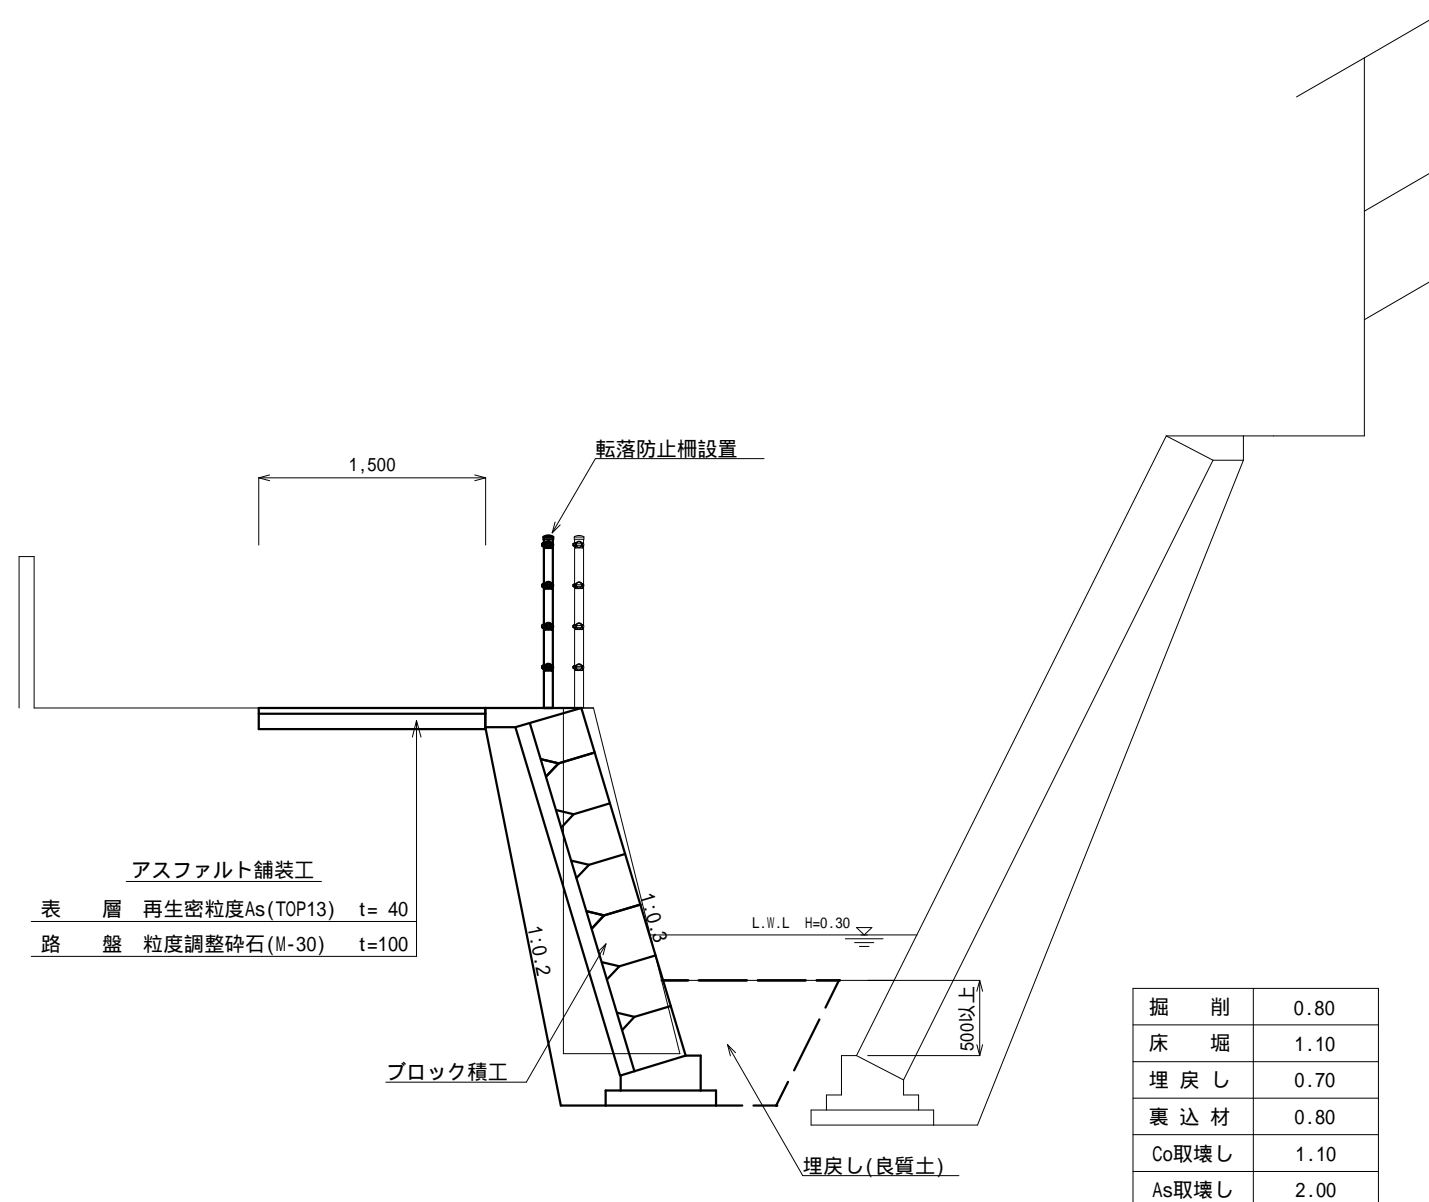 転落防止柵設置
1,500
アスファルト舗装工
表 層 再生密粒度As(TOP13) t= 40
路 盤 粒度調整砕石(M-30) t=100
1:0.2
1:0.3
L.W.L H=0.30
500以上
ブロック積工
埋戻し(良質土)
掘 削 0.80
床 堀 1.10
埋 戻 し 0.70
裏 込 材 0.80
Co取壊し 1.10
As取壊し 2.00